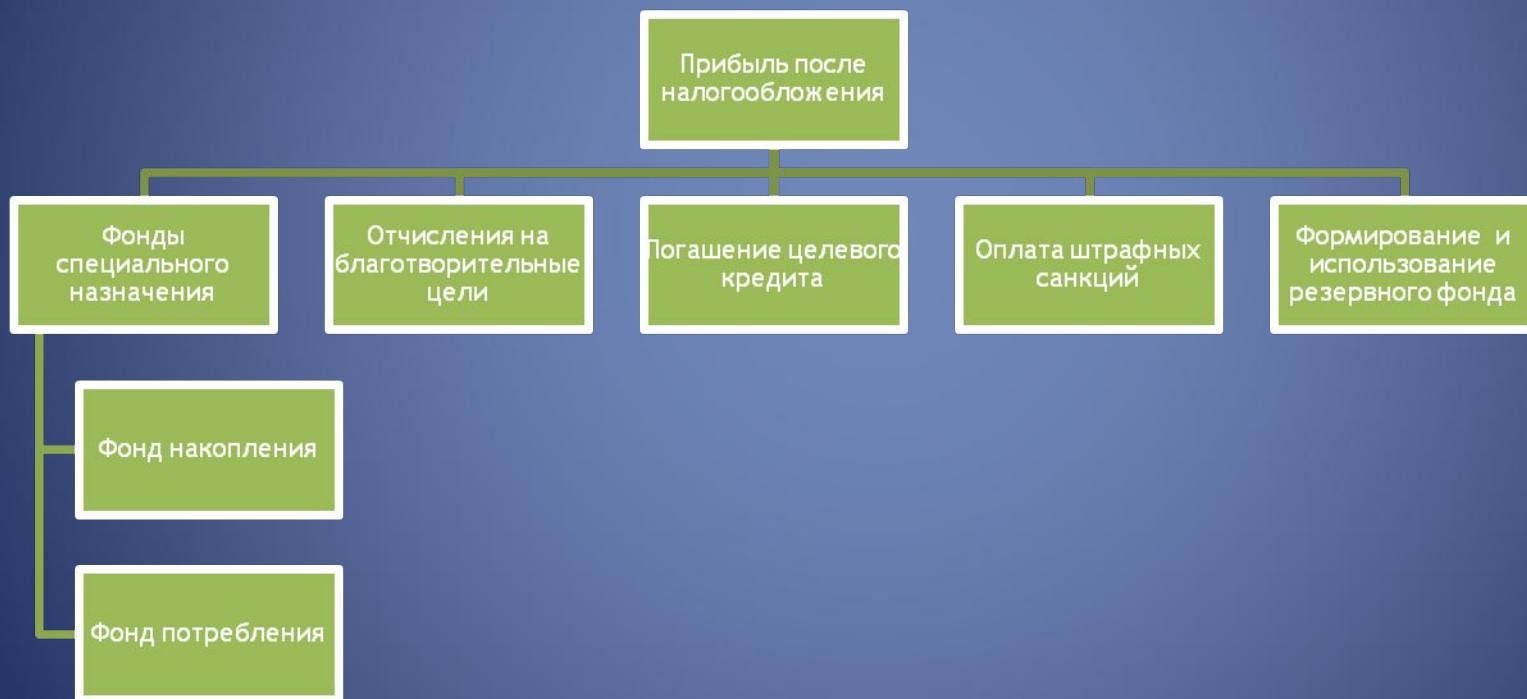 Прибыль после
налогообложения
Фонды
специального
назначения
Отчисления на
благотворительные
цели
Погашение целевого
кредита
Оплата штрафных
санкций
Формирование и
использование
резервного фонда
Фонд накопления
Фонд потребления